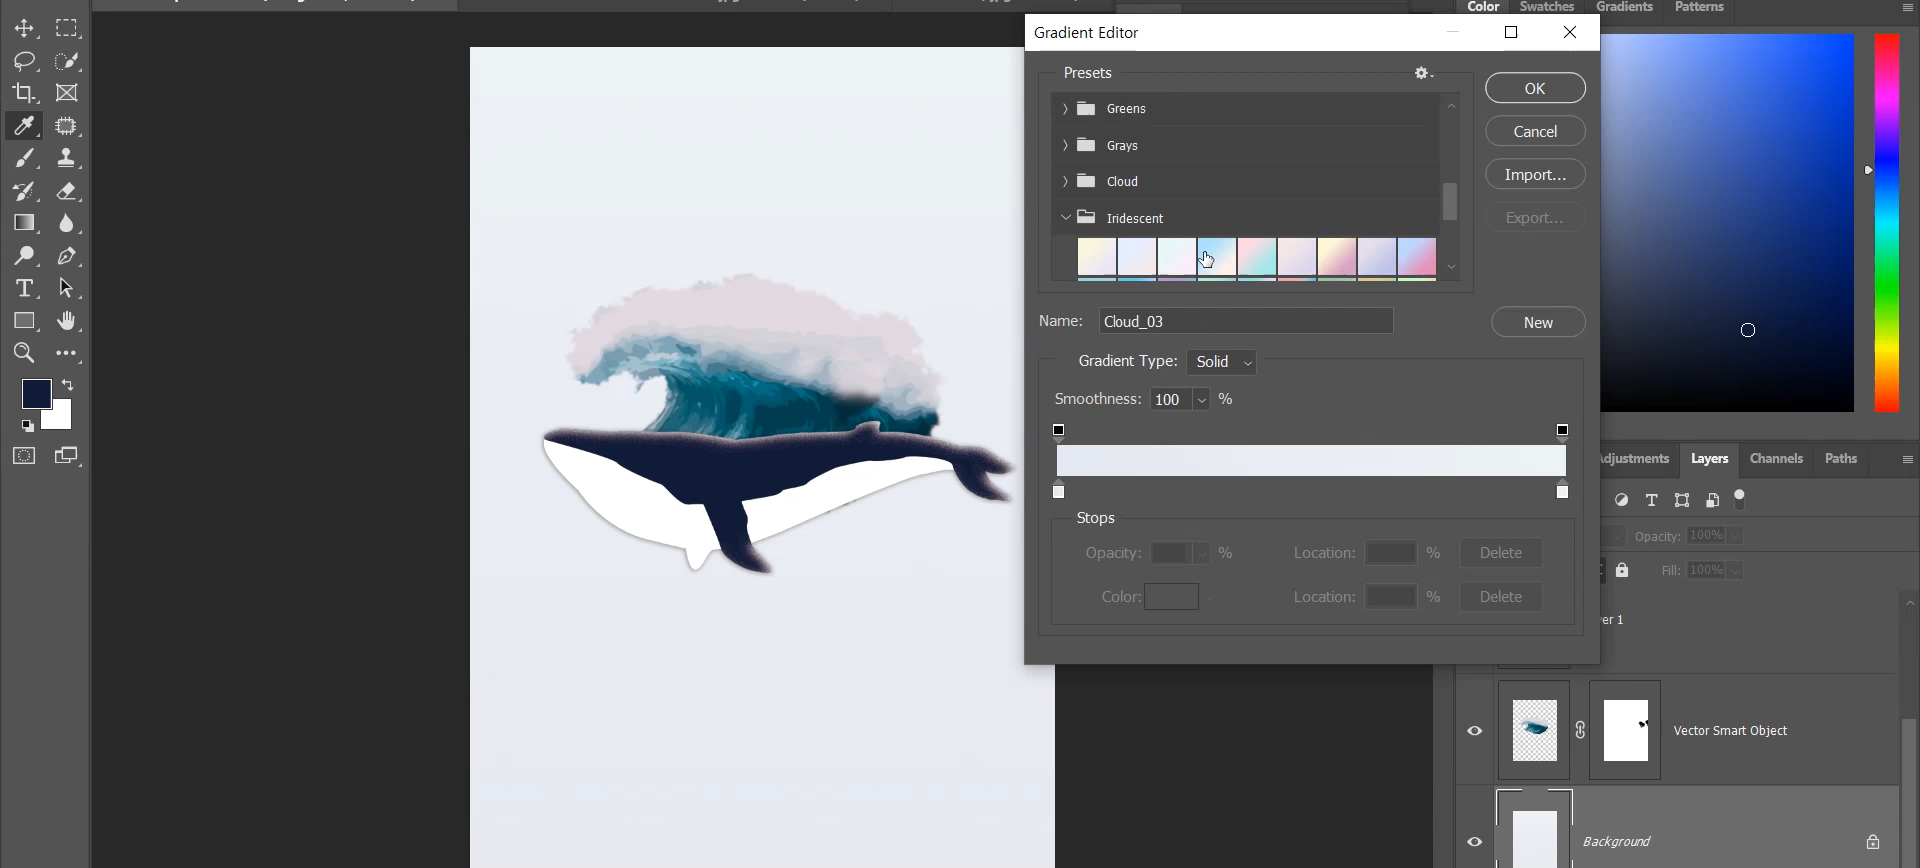 Color Swatches Gradients Patterns
Gradient Editor
Presets
Greens
Grays
Cloud
Iridescent
OK
Cancel
Import...
Export...
Name: Cloud_03
New
Gradient Type: Solid
Smoothness: 100 %
Stops
Opacity: % Location: % Delete
Color: Location: % Delete
Adjustments Layers Channels Paths
Opacity: 100%
Fill: 100%
er 1
Vector Smart Object
Background